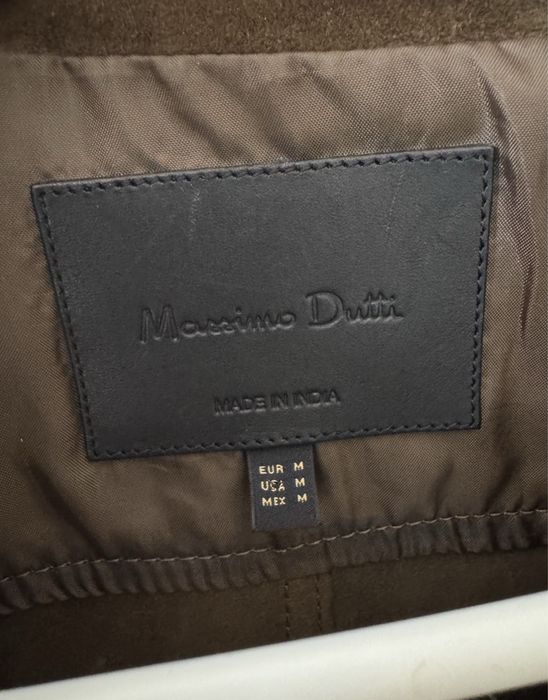 Massimo Dutti
MADE IN INDIA
EUR M
USA M
MEX M